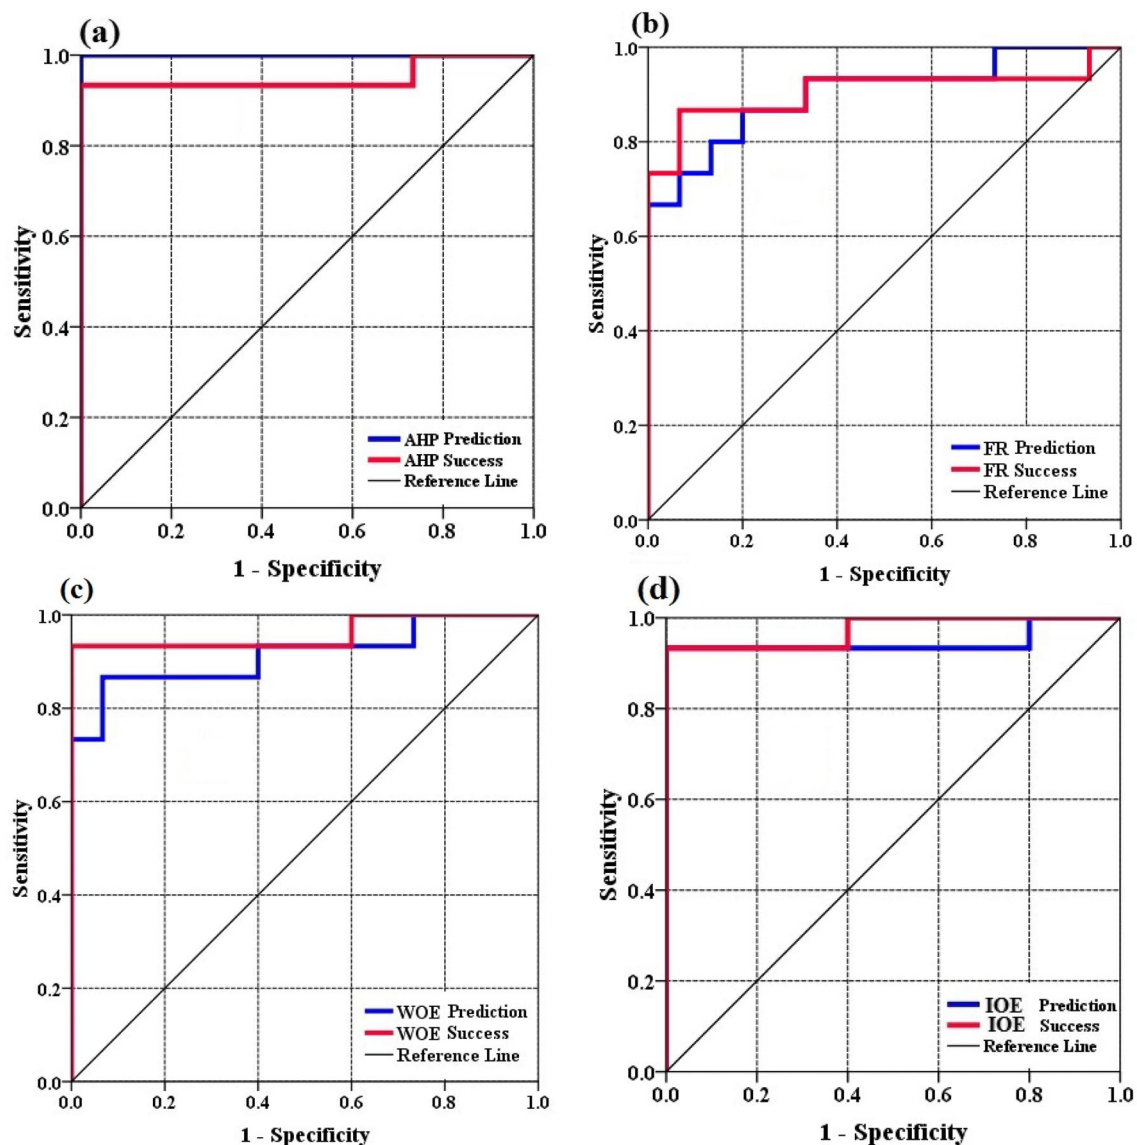 (a)
1.0
0.8
0.6
0.4
0.2
0.0
Sensitivity
AHP Prediction
AHP Success
Reference Line
0.0 0.2 0.4 0.6 0.8 1.0
1 - Specificity
(b)
1.0
0.8
0.6
0.4
0.2
0.0
Sensitivity
FR Prediction
FR Success
Reference Line
0.0 0.2 0.4 0.6 0.8 1.0
1 - Specificity
(c)
1.0
0.8
0.6
0.4
0.2
0.0
Sensitivity
WOE Prediction
WOE Success
Reference Line
0.0 0.2 0.4 0.6 0.8 1.0
1 - Specificity
(d)
1.0
0.8
0.6
0.4
0.2
0.0
Sensitivity
IOE Prediction
IOE Success
Reference Line
0.0 0.2 0.4 0.6 0.8 1.0
1 - Specificity